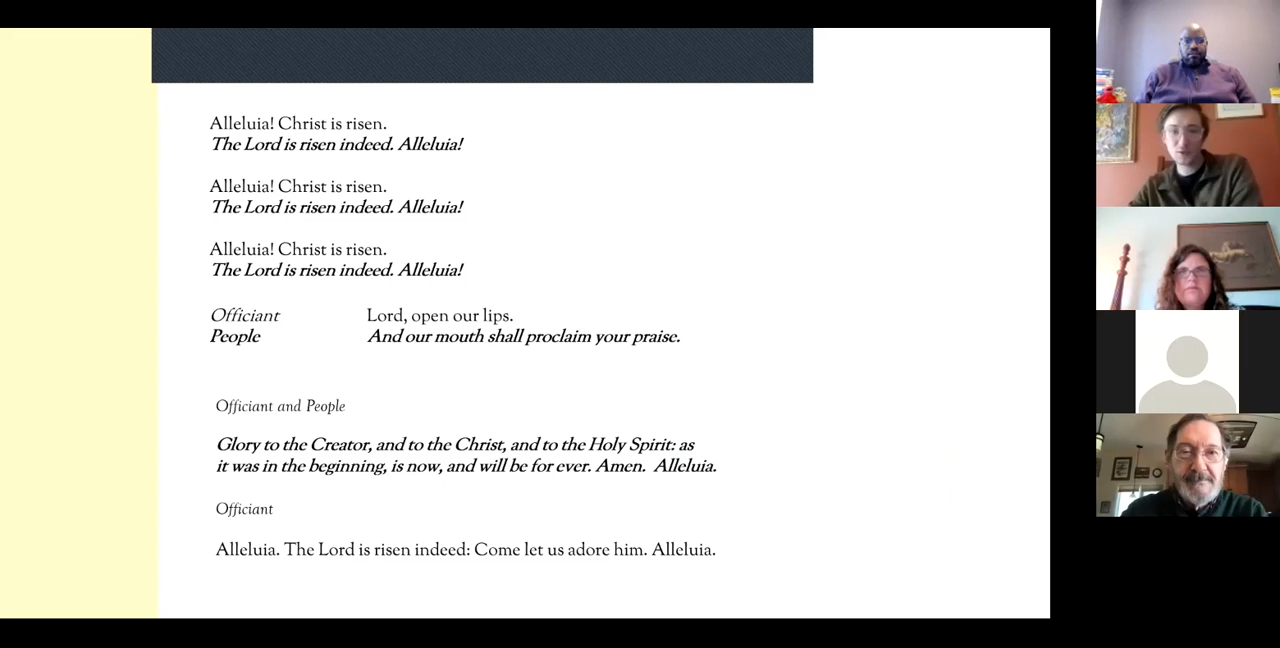 Alleluia! Christ is risen.
The Lord is risen indeed. Alleluia!
Alleluia! Christ is risen.
The Lord is risen indeed. Alleluia!
Alleluia! Christ is risen.
The Lord is risen indeed. Alleluia!
Officiant Lord, open our lips.
People And our mouth shall proclaim your praise.
Officiant and People
Glory to the Creator, and to the Christ, and to the Holy Spirit: as
it was in the beginning, is now, and will be for ever. Amen. Alleluia.
Officiant
Alleluia. The Lord is risen indeed: Come let us adore him. Alleluia.